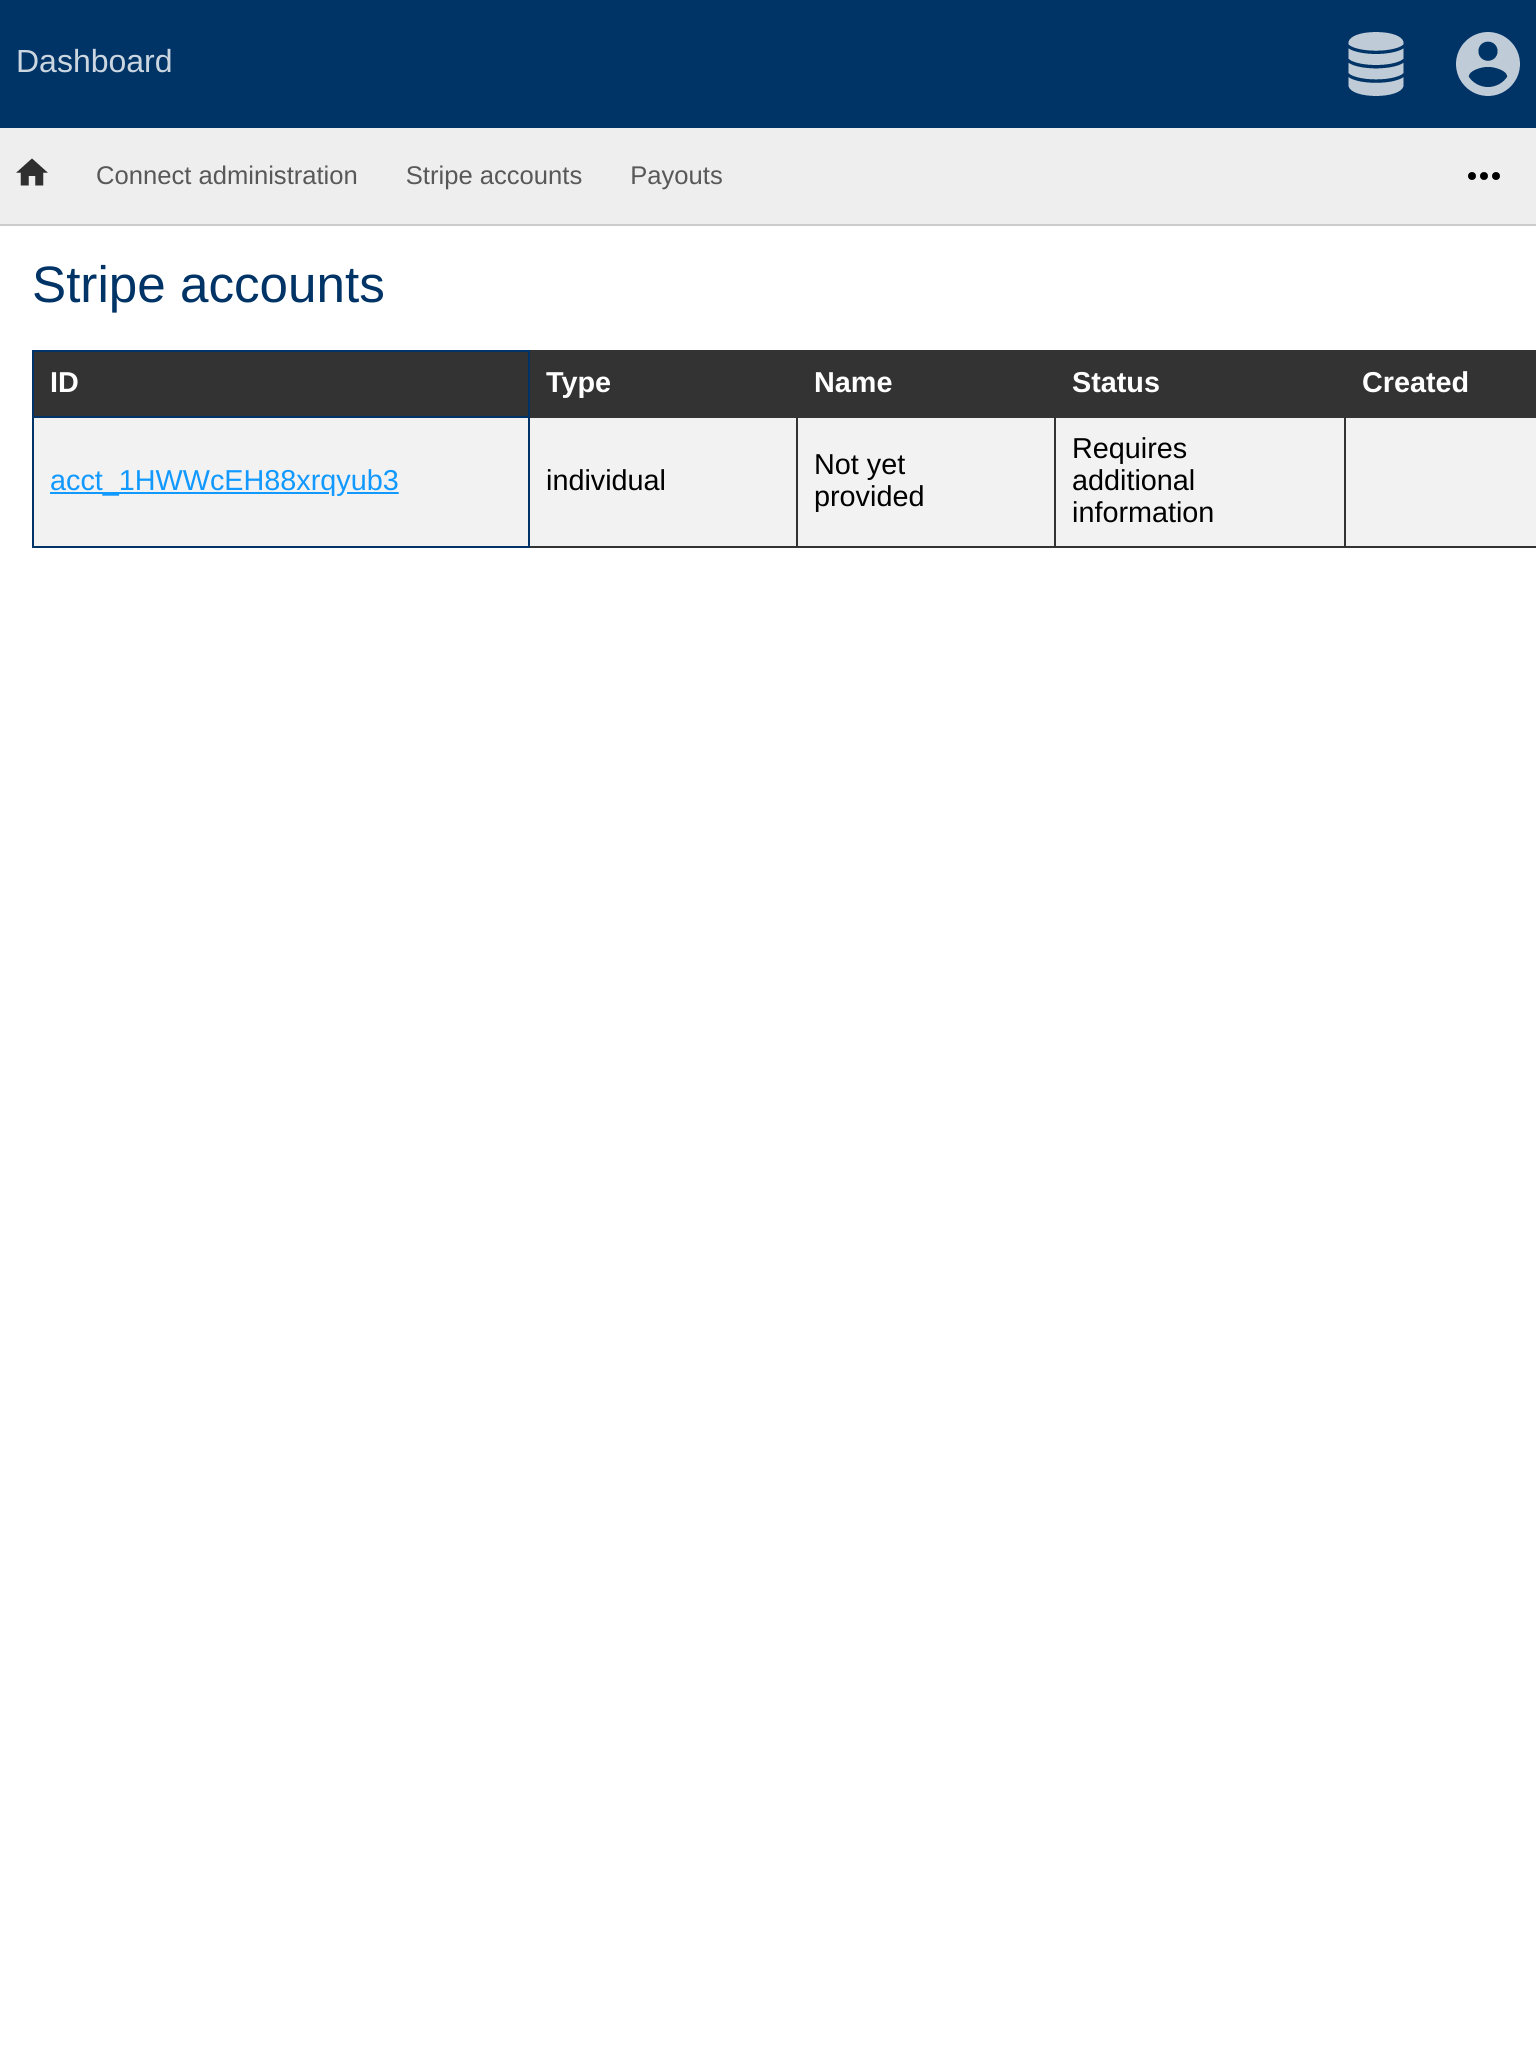 Dashboard
Connect administration Stripe accounts Payouts
Stripe accounts
ID Type Name Status Created
acct_1HWWcEH88xrqyub3 individual Not yet provided Requires additional information